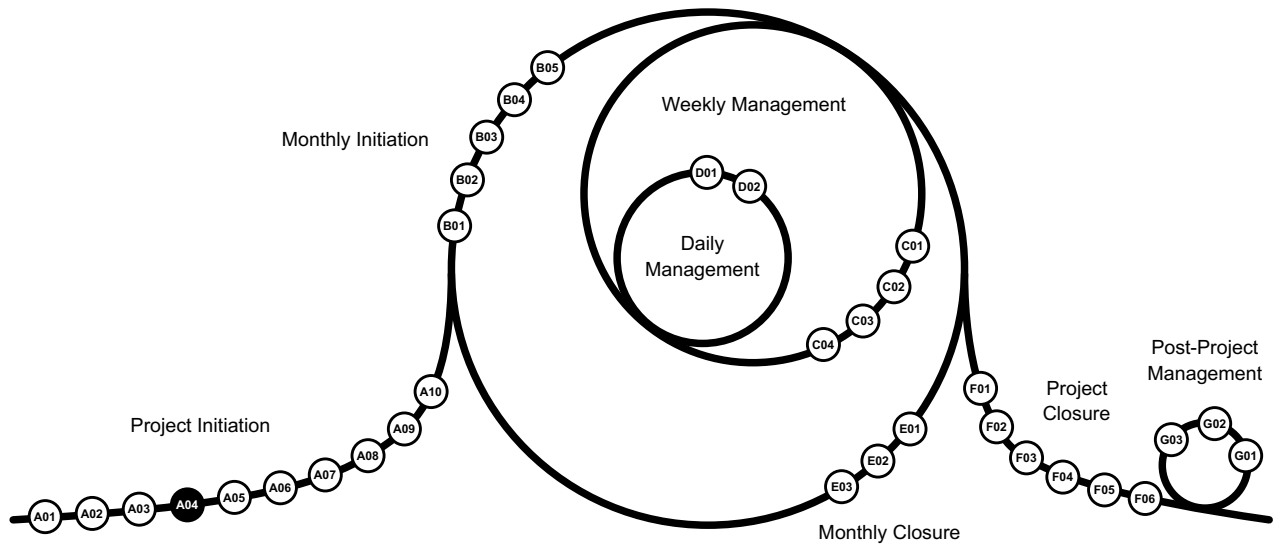 B05
B04
Weekly Management
Monthly Initiation
B03
D01
B02
D02
B01
Daily
Management
C01
C02
C03
C04
Post-Project
Management
Project
Closure
F01
A10
Project Initiation
A09
E01
F02
G02
G03
G01
A08
E02
F03
A07
F04
A06
E03
F05
A05
F06
A04
A03
A02
A01
Monthly Closure